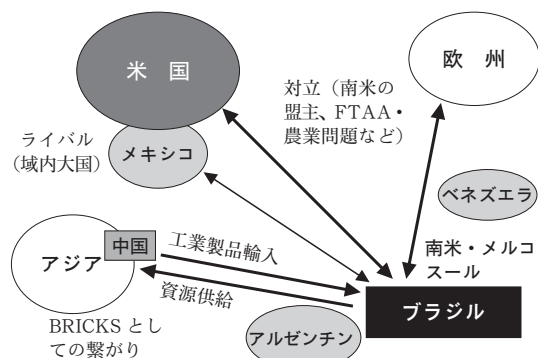 米 国
欧 州
対立（南米の
盟主、FTAA・
農業問題など）
ライバル
（域内大国）
メキシコ
ベネズエラ
中国
アジア
工業製品輸入
資源供給
南米・メルコ
スール
ブラジル
アルゼンチン
BRICKS とし
ての繋がり